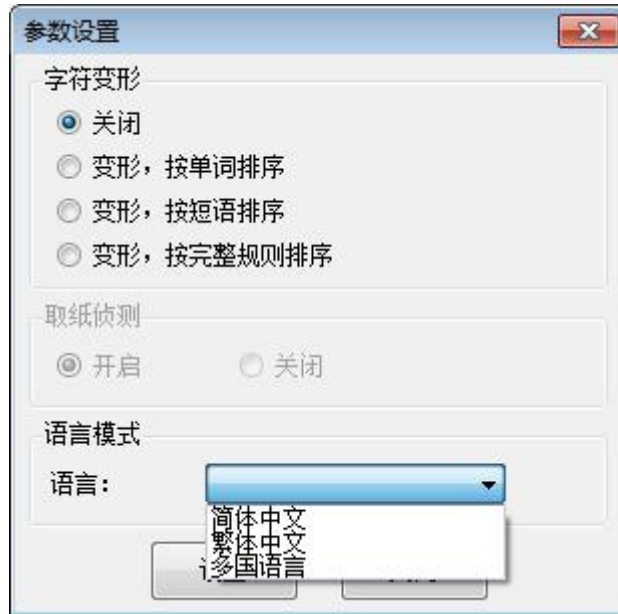 参数设置
字符变形
关闭
变形，按单词排序
变形，按短语排序
变形，按完整规则排序
取纸侦测
开启 关闭
语言模式
语言：
简体中文
繁体中文
多国语言